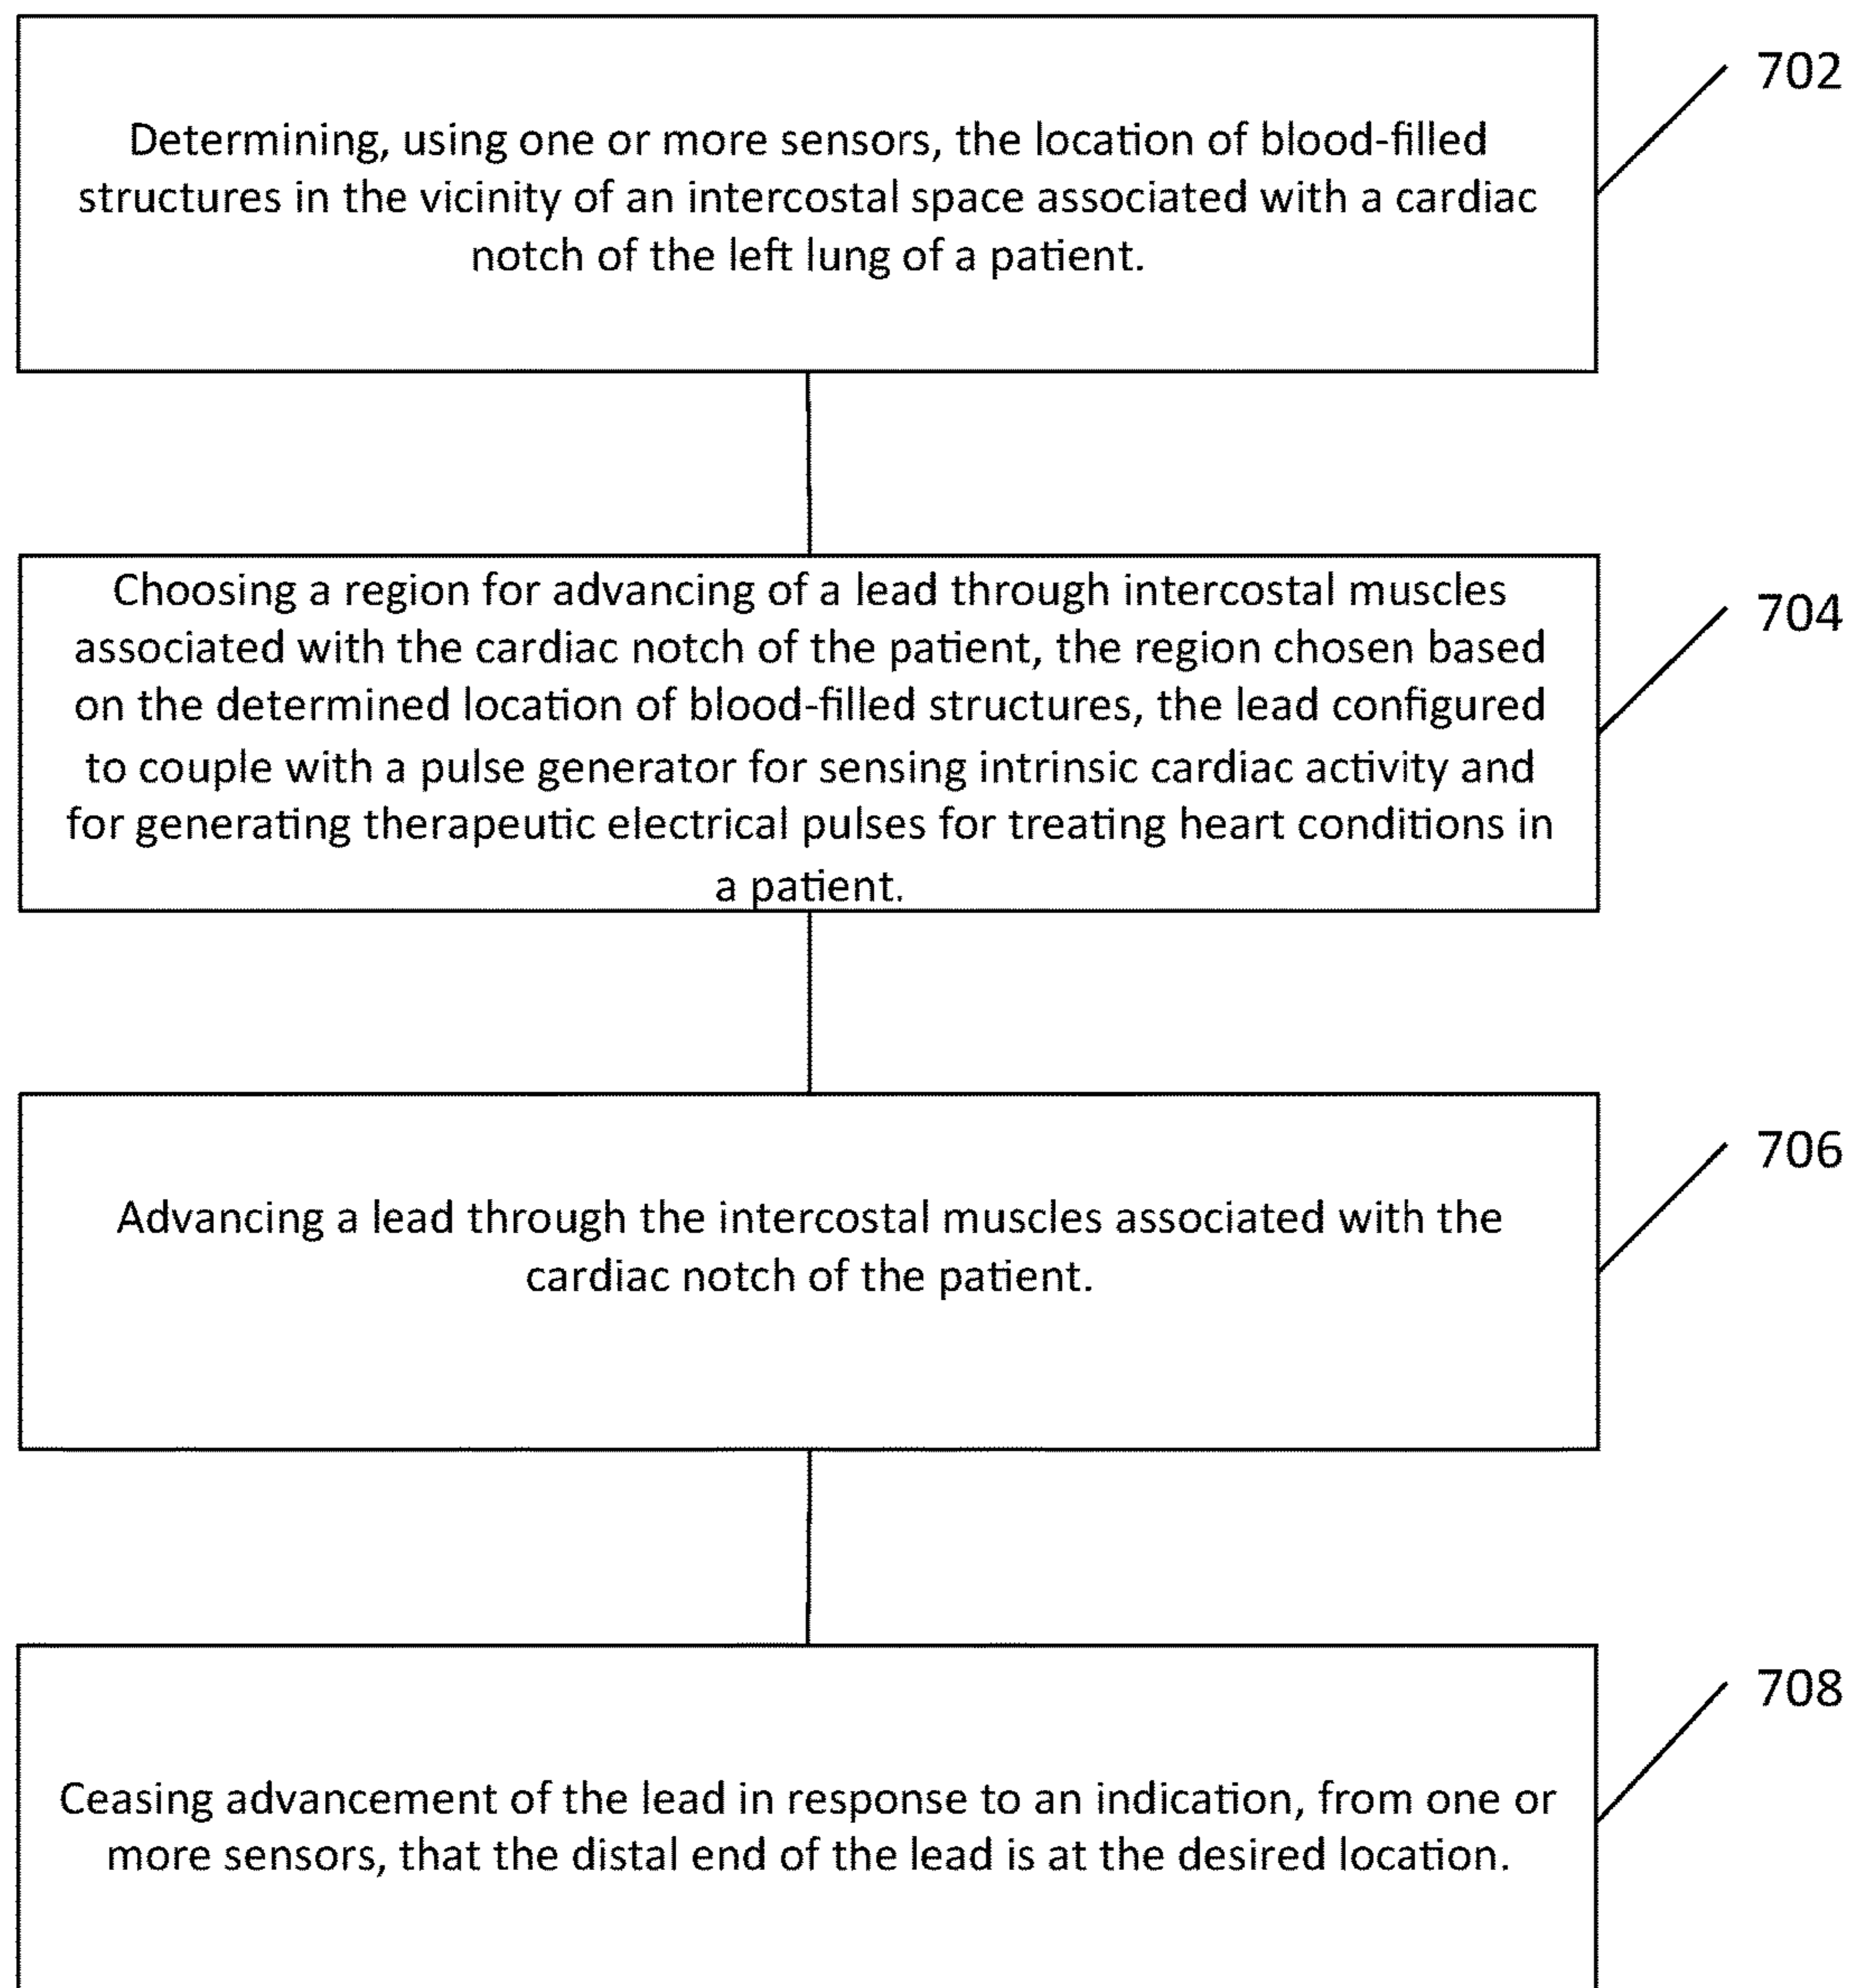 702
Determining, using one or more sensors, the location of blood-filled
structures in the vicinity of an intercostal space associated with a cardiac
notch of the left lung of a patient.
704
Choosing a region for advancing of a lead through intercostal muscles
associated with the cardiac notch of the patient, the region chosen based
on the determined location of blood-filled structures, the lead configured
to couple with a pulse generator for sensing intrinsic cardiac activity and
for generating therapeutic electrical pulses for treating heart conditions in
a patient.
706
Advancing a lead through the intercostal muscles associated with the
cardiac notch of the patient.
708
Ceasing advancement of the lead in response to an indication, from one or
more sensors, that the distal end of the lead is at the desired location.